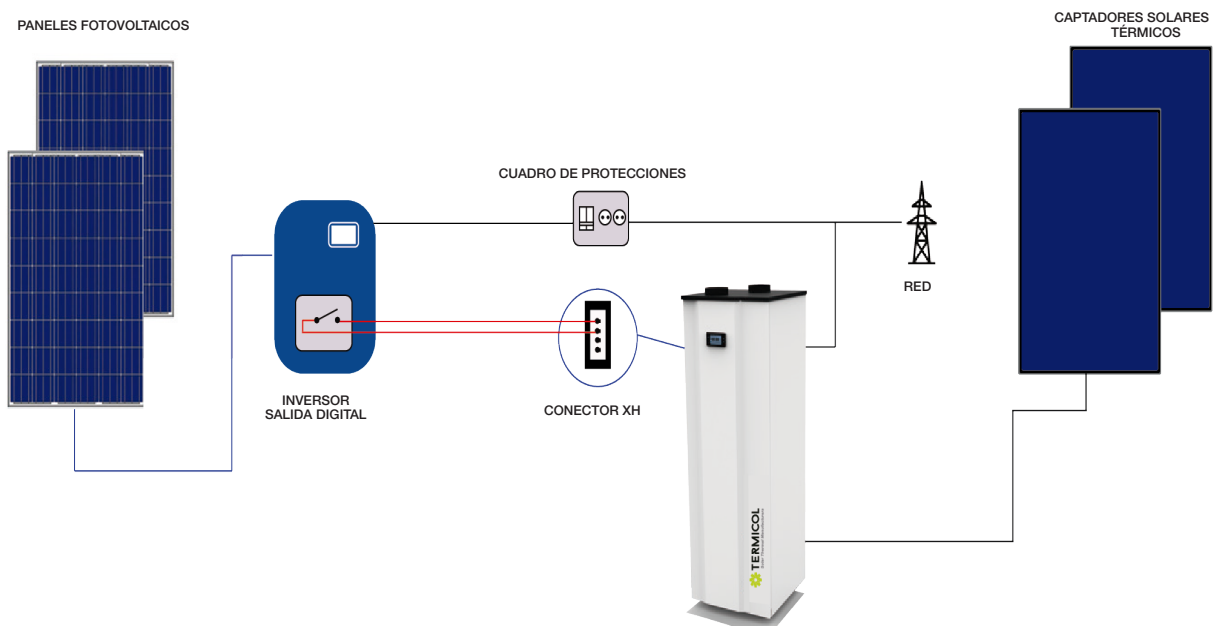 PANELES FOTOVOLTAICOS
CAPTADORES SOLARES
TÉRMICOS
CUADRO DE PROTECCIONES
RED
INVERSOR
SALIDA DIGITAL
CONECTOR XH
TERMICOL